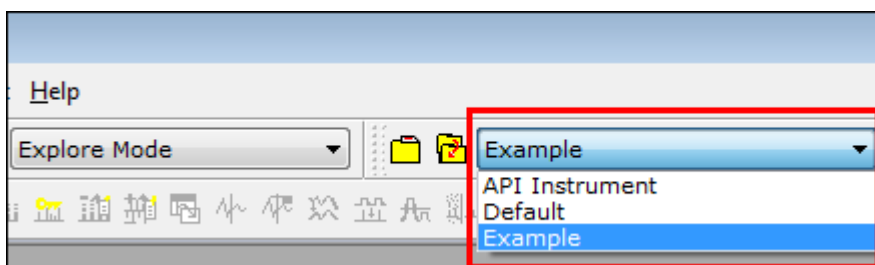 Help
Explore Mode
Example
API Instrument
Default
Example